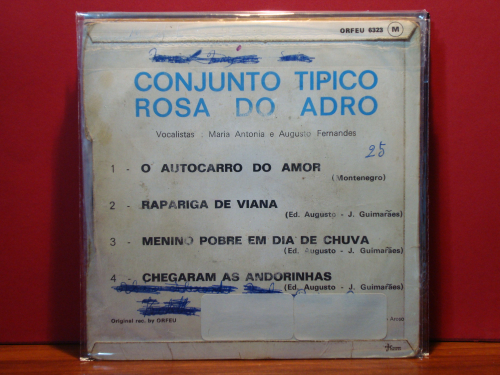 ORFEU 6323 M
CONJUNTO TIPICO
ROSA DO ADRO
Vocalistas : Maria Antonia e Augusto Fernandes
25
1 - O AUTOCARRO DO AMOR
(Montenegro)
2 - RAPARIGA DE VIANA
(Ed. Augusto - J. Guimarães)
3 - MENINO POBRE EM DIA DE CHUVA
(Ed. Augusto - J. Guimarães)
4 - CHEGARAM AS ANDORINHAS
(Ed. Augusto - J. Guimarães)
Original rec. by ORFEU